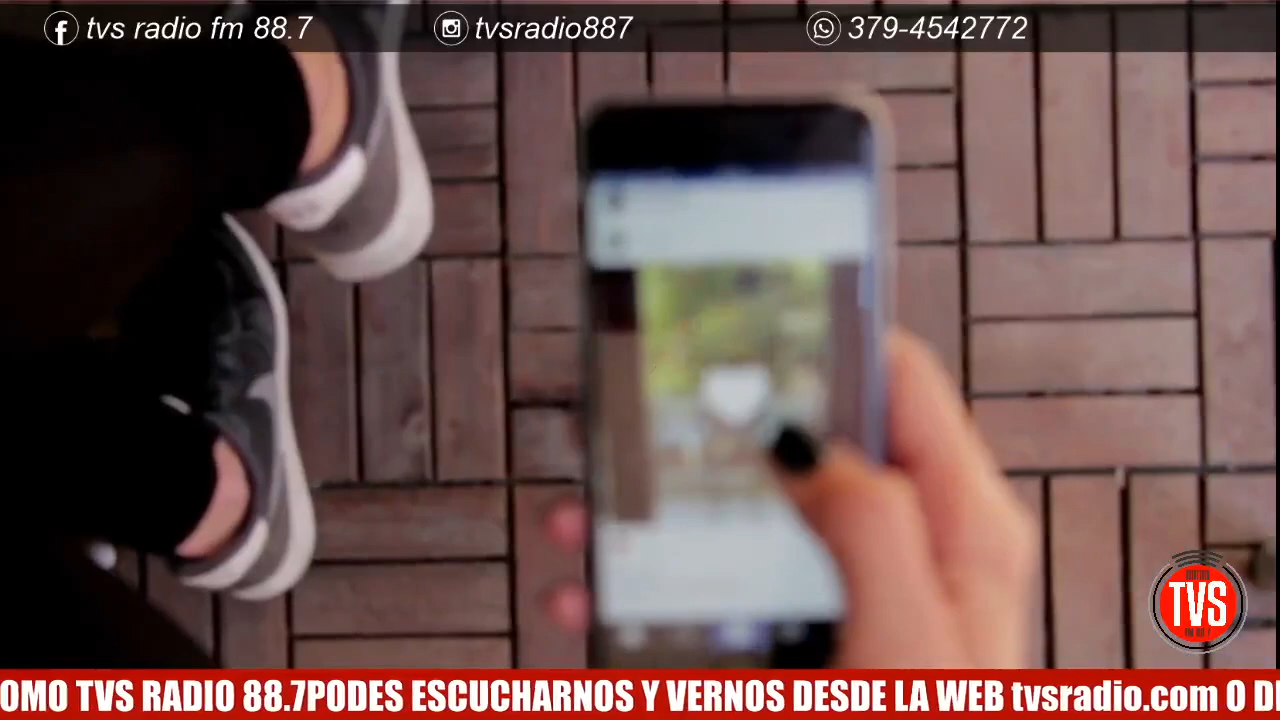 tvs radio fm 88.7
tvsradio887
379-4542772
TVS
OMO TVS RADIO 88.7PODES ESCUCHARNOS Y VERNOS DESDE LA WEB tvsradio.com O DI